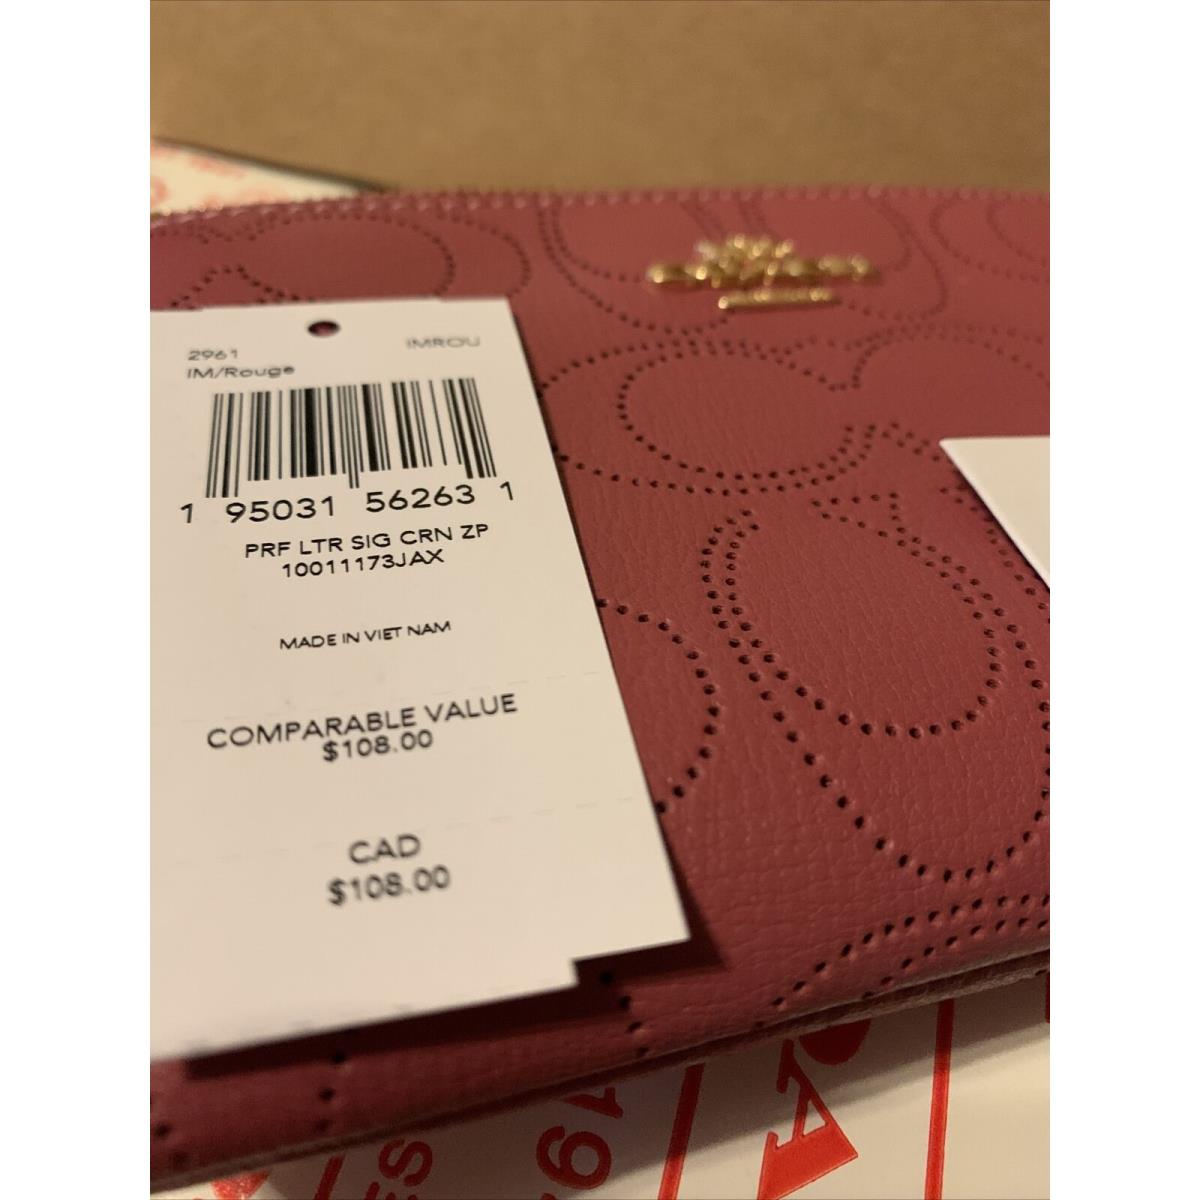 2961 IMROU
IM/Rouge
1 95031 56263 1
PRF LTR SIG CRN ZP
10011173JAX
MADE IN VIET NAM
COMPARABLE VALUE
$108.00
CAD
$108.00
19